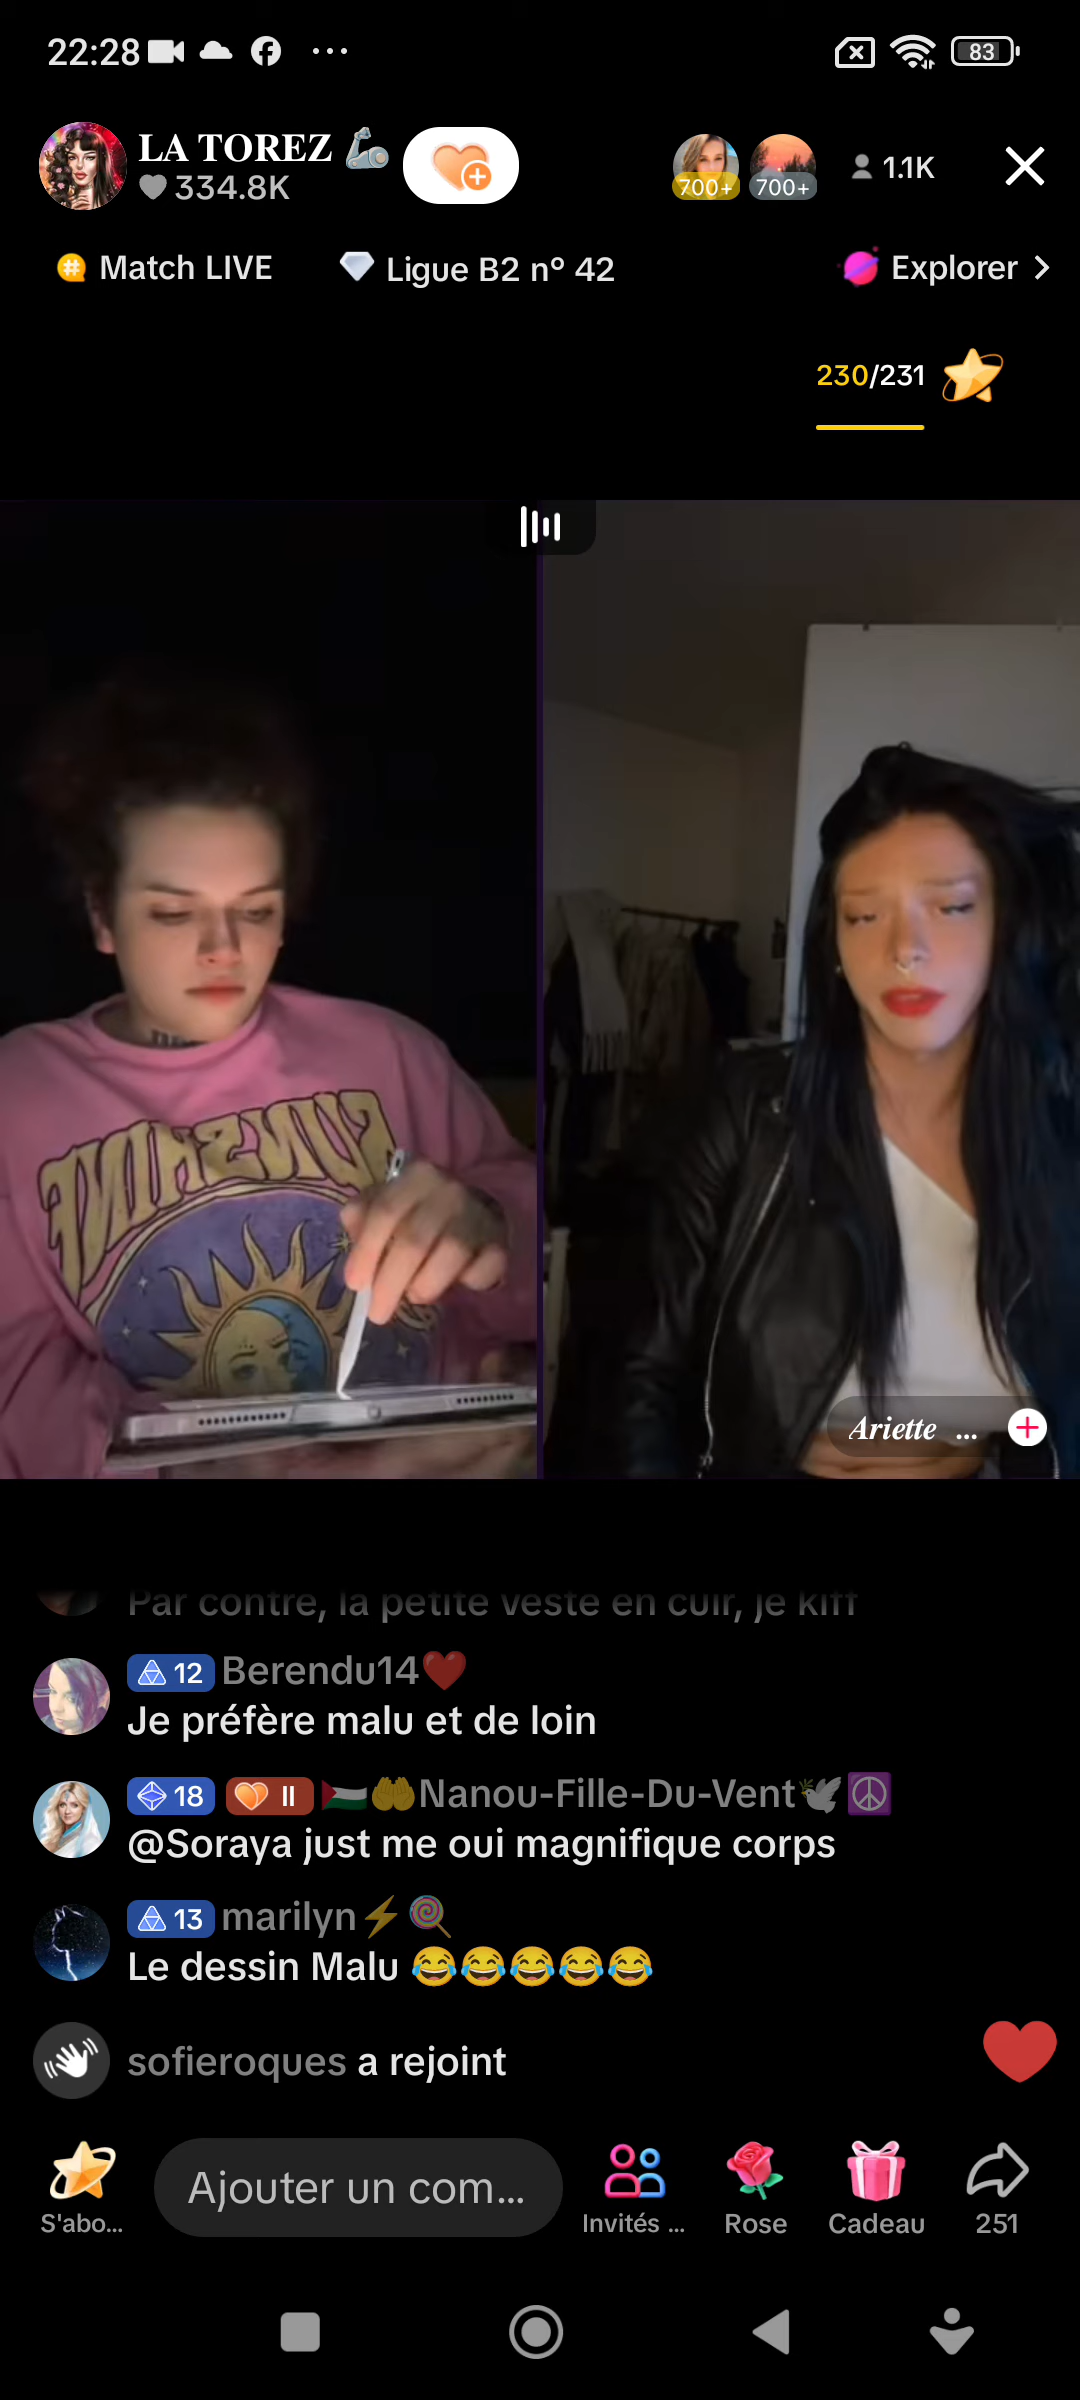 22:28
83
LA TOREZ 🦾
334.8K
700+
700+
1.1K
Match LIVE
Ligue B2 nº 42
Explorer
230/231
SUNSHINE
Ariette ...
Par contre, la petite veste en cuir, je kiff
12 Berendu14❤️
Je préfère malu et de loin
18 II 🇵🇸🤲Nanou-Fille-Du-Vent🕊️☮️
@Soraya just me oui magnifique corps
13 marilyn⚡🍭
Le dessin Malu 😂😂😂😂😂
sofieroques a rejoint
Ajouter un com...
S'abo...
Invités ...
Rose
Cadeau
251